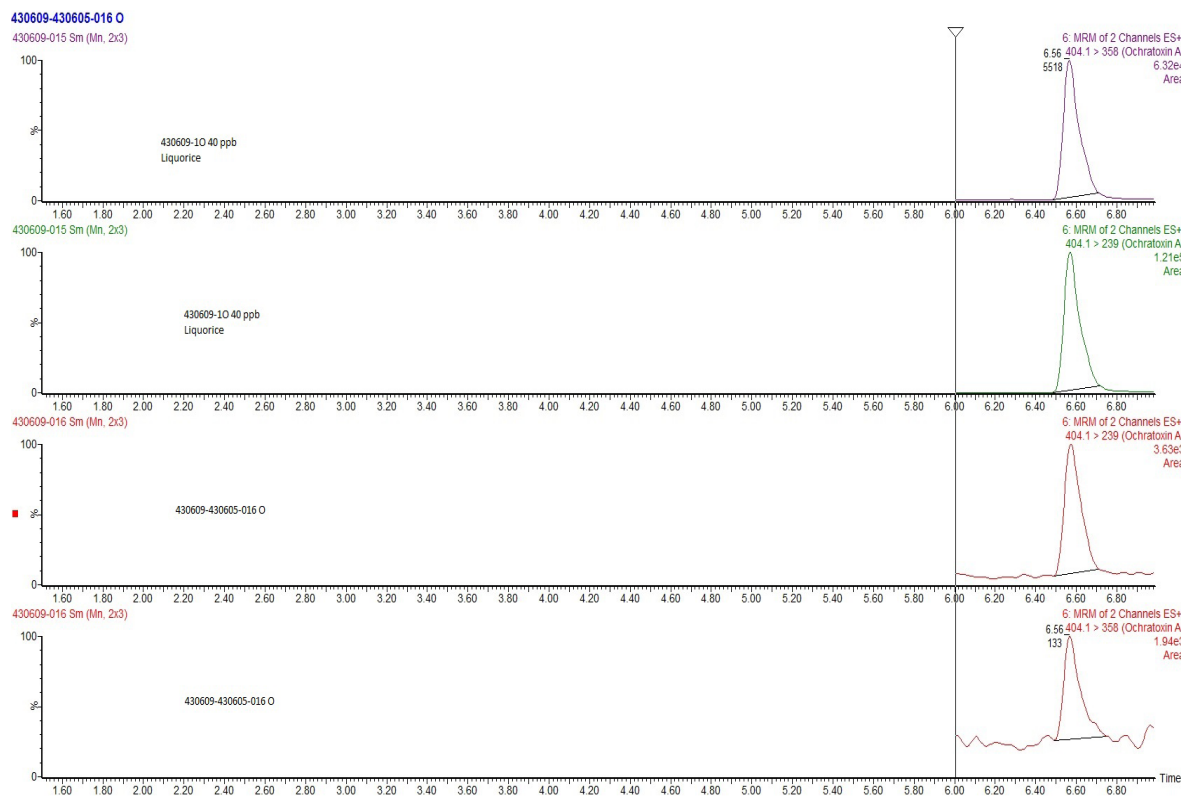 430609-430605-016 O
430609-015 Sm (Mn, 2x3)
6: MRM of 2 Channels ES+
404.1 > 358 (Ochratoxin A
6.32e4
Area
6.56
5518
100
%
0
430609-1O 40 ppb
Liquorice
1.60 1.80 2.00 2.20 2.40 2.60 2.80 3.00 3.20 3.40 3.60 3.80 4.00 4.20 4.40 4.60 4.80 5.00 5.20 5.40 5.60 5.80 6.00 6.20 6.40 6.60 6.80
430609-015 Sm (Mn, 2x3)
6: MRM of 2 Channels ES+
404.1 > 239 (Ochratoxin A
1.21e5
Area
100
%
0
430609-1O 40 ppb
Liquorice
1.60 1.80 2.00 2.20 2.40 2.60 2.80 3.00 3.20 3.40 3.60 3.80 4.00 4.20 4.40 4.60 4.80 5.00 5.20 5.40 5.60 5.80 6.00 6.20 6.40 6.60 6.80
430609-016 Sm (Mn, 2x3)
6: MRM of 2 Channels ES+
404.1 > 239 (Ochratoxin A
3.63e3
Area
100
%
0
430609-430605-016 O
1.60 1.80 2.00 2.20 2.40 2.60 2.80 3.00 3.20 3.40 3.60 3.80 4.00 4.20 4.40 4.60 4.80 5.00 5.20 5.40 5.60 5.80 6.00 6.20 6.40 6.60 6.80
430609-016 Sm (Mn, 2x3)
6: MRM of 2 Channels ES+
404.1 > 358 (Ochratoxin A
1.94e3
Area
6.56
133
100
%
0
430609-430605-016 O
1.60 1.80 2.00 2.20 2.40 2.60 2.80 3.00 3.20 3.40 3.60 3.80 4.00 4.20 4.40 4.60 4.80 5.00 5.20 5.40 5.60 5.80 6.00 6.20 6.40 6.60 6.80
Time